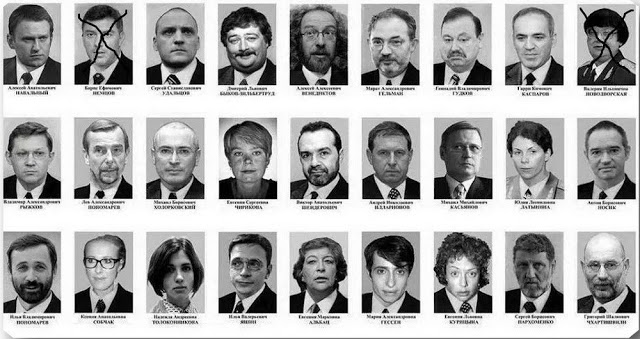 Алексей Анатольевич
НАВАЛЬНЫЙ
Борис Ефимович
НЕМЦОВ
Сергей Станиславович
УДАЛЬЦОВ
Дмитрий Львович
БЫКОВ-ЗИЛЬБЕРТРУД
Алексей Алексеевич
ВЕНЕДИКТОВ
Марат Александрович
ГЕЛЬМАН
Геннадий Владимирович
ГУДКОВ
Гарри Кимович
КАСПАРОВ
Валерия Ильинична
НОВОДВОРСКАЯ
Владимир Александрович
РЫЖКОВ
Лев Александрович
ПОНОМАРЕВ
Михаил Борисович
ХОДОРКОВСКИЙ
Евгения Сергеевна
ЧИРИКОВА
Виктор Анатольевич
ШЕНДЕРОВИЧ
Андрей Николаевич
ИЛЛАРИОНОВ
Михаил Михайлович
КАСЬЯНОВ
Юлия Леонидовна
ЛАТЫНИНА
Антон Борисович
НОСИК
Илья Владимирович
ПОНОМАРЕВ
Ксения Анатольевна
СОБЧАК
Надежда Андреевна
ТОЛОКОННИКОВА
Илья Валерьевич
ЯШИН
Евгения Марковна
АЛЬБАЦ
Мария Александровна
ГЕССЕН
Евгения Львовна
КУРИЦЫНА
Сергей Борисович
ПАРХОМЕНКО
Григорий Шалвович
ЧХАРТИШВИЛИ